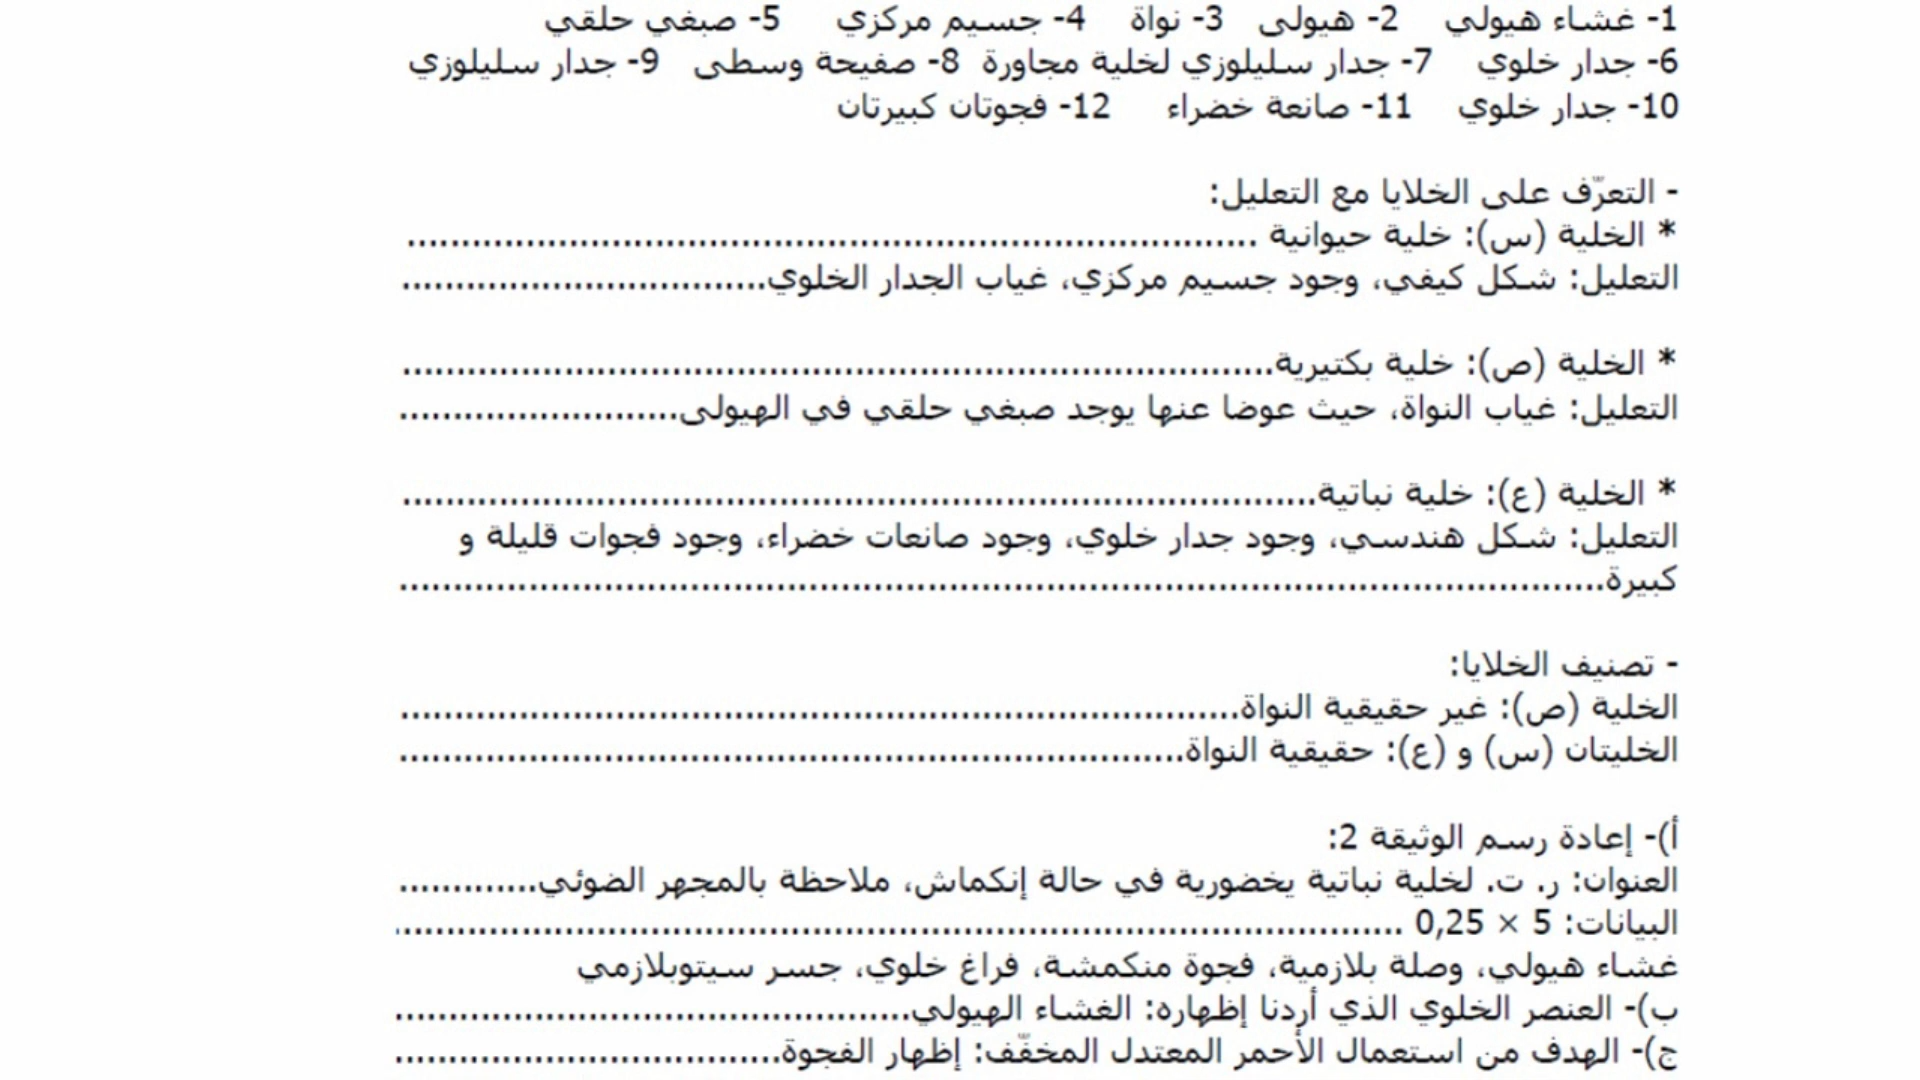 1- غشاء هيولي 2- هيولى 3- نواة 4- جسيم مركزي 5- صبغي حلقي
6- جدار خلوي 7- جدار سليلوزي لخلية مجاورة 8- صفيحة وسطى 9- جدار سليلوزي
10- جدار خلوي 11- صانعة خضراء 12- فجوتان كبيرتان
- التعرّف على الخلايا مع التعليل:
* الخلية (س): خلية حيوانية ................................................................................
التعليل: شكل كيفي، وجود جسيم مركزي، غياب الجدار الخلوي..................................
* الخلية (ص): خلية بكتيرية.................................................................................
التعليل: غياب النواة، حيث عوضا عنها يوجد صبغي حلقي في الهيولى..........................
* الخلية (ع): خلية نباتية.....................................................................................
التعليل: شكل هندسي، وجود جدار خلوي، وجود صانعات خضراء، وجود فجوات قليلة و
كبيرة................................................................................................................
- تصنيف الخلايا:
الخلية (ص): غير حقيقية النواة..............................................................................
الخليتان (س) و (ع): حقيقية النواة.........................................................................
أ)- إعادة رسم الوثيقة 2:
العنوان: ر. ت. لخلية نباتية يخضورية في حالة إنكماش، ملاحظة بالمجهر الضوئي.............
البيانات: 5 × 0,25 ..............................................................................................
غشاء هيولي، وصلة بلازمية، فجوة منكمشة، فراغ خلوي، جسر سيتوبلازمي
ب)- العنصر الخلوي الذي أردنا إظهاره: الغشاء الهيولي................................................
ج)- الهدف من استعمال الأحمر المعتدل المخفّف: إظهار الفجوة....................................